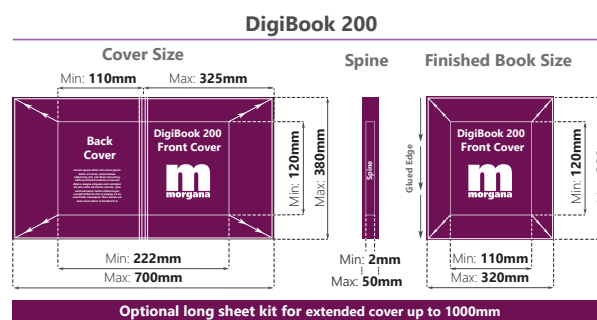 DigiBook 200
Cover Size
Spine
Finished Book Size
Min: 110mm
Max: 325mm
Back
Cover
DigiBook 200
Front Cover
m
morgana
Min: 120mm
Max: 380mm
Min: 222mm
Max: 700mm
Spine
Min: 2mm
Max: 50mm
Glued Edge
DigiBook 200
Front Cover
m
morgana
Min: 120mm
Min: 110mm
Max: 320mm
Optional long sheet kit for extended cover up to 1000mm